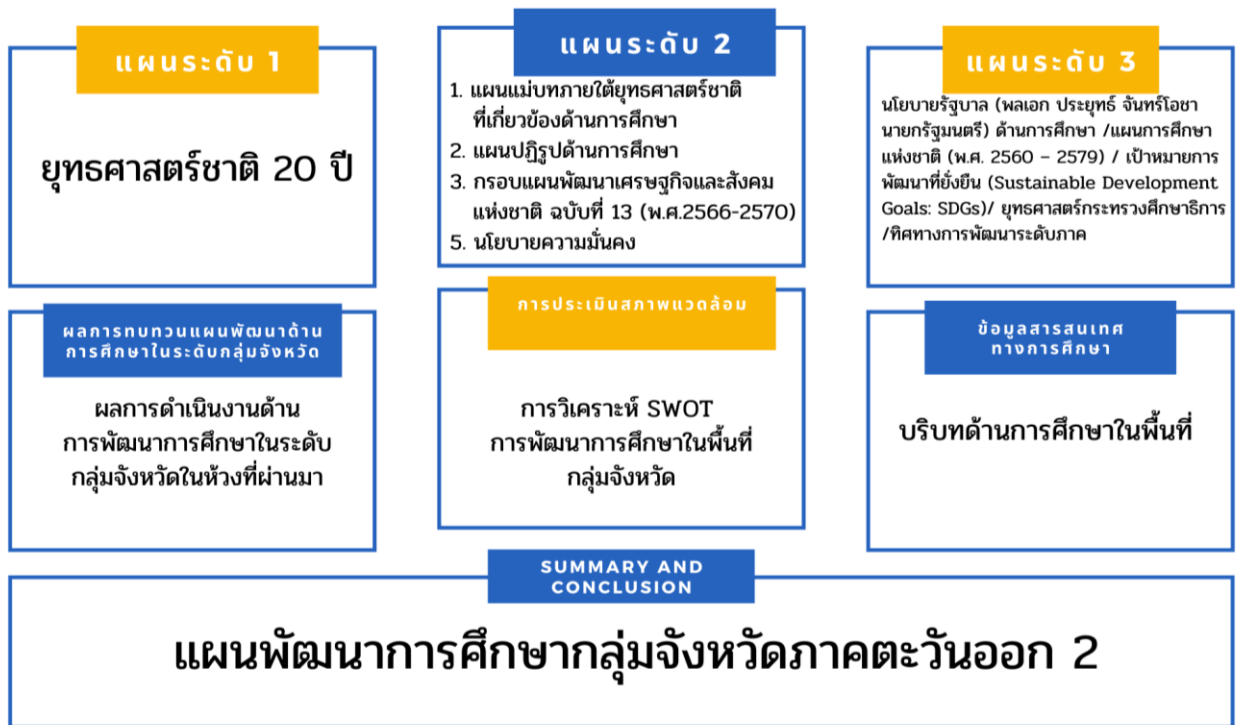 แผนระดับ 1
ยุทธศาสตร์ชาติ 20 ปี
แผนระดับ 2
1. แผนแม่บทภายใต้ยุทธศาสตร์ชาติ
ที่เกี่ยวข้องด้านการศึกษา
2. แผนปฏิรูปด้านการศึกษา
3. กรอบแผนพัฒนาเศรษฐกิจและสังคม
แห่งชาติ ฉบับที่ 13 (พ.ศ.2566-2570)
5. นโยบายความมั่นคง
แผนระดับ 3
นโยบายรัฐบาล (พลเอก ประยุทธ์ จันทร์โอชา
นายกรัฐมนตรี) ด้านการศึกษา /แผนการศึกษา
แห่งชาติ (พ.ศ. 2560 – 2579) / เป้าหมายการ
พัฒนาที่ยั่งยืน (Sustainable Development
Goals: SDGs)/ ยุทธศาสตร์กระทรวงศึกษาธิการ
/ทิศทางการพัฒนาระดับภาค
ผลการทบทวนแผนพัฒนาด้าน
การศึกษาในระดับกลุ่มจังหวัด
ผลการดำเนินงานด้าน
การพัฒนาการศึกษาในระดับ
กลุ่มจังหวัดในห้วงที่ผ่านมา
การประเมินสภาพแวดล้อม
การวิเคราะห์ SWOT
การพัฒนาการศึกษาในพื้นที่
กลุ่มจังหวัด
ข้อมูลสารสนเทศ
ทางการศึกษา
บริบทด้านการศึกษาในพื้นที่
SUMMARY AND
CONCLUSION
แผนพัฒนาการศึกษากลุ่มจังหวัดภาคตะวันออก 2